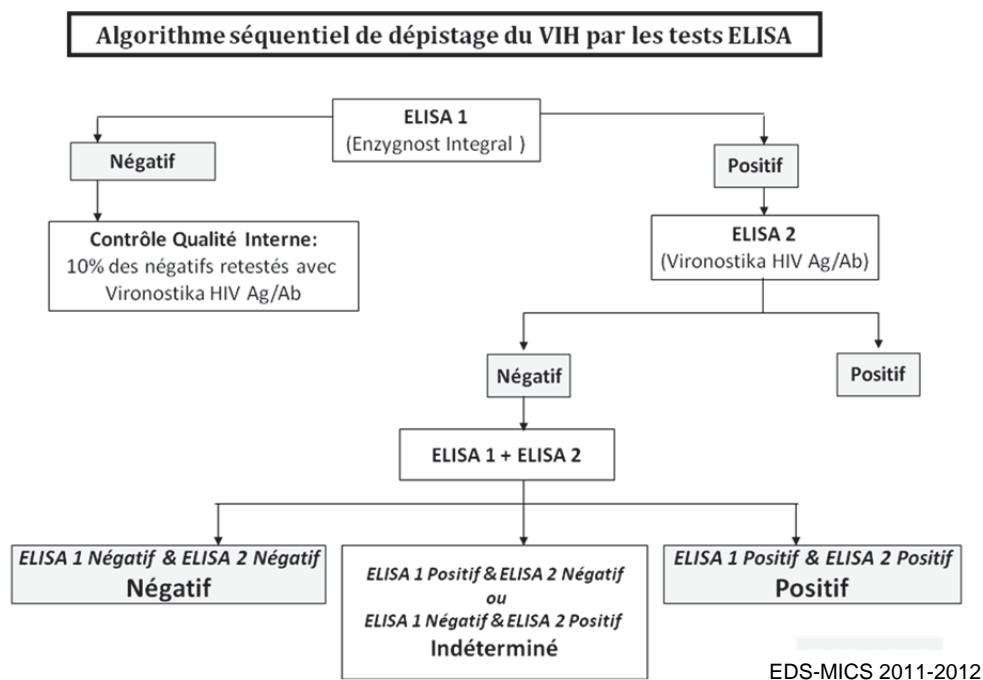 Algorithme séquentiel de dépistage du VIH par les tests ELISA
ELISA 1
(Enzygnost Integral )
Négatif
Positif
Contrôle Qualité Interne:
10% des négatifs retestés avec
Vironostika HIV Ag/Ab
ELISA 2
(Vironostika HIV Ag/Ab)
Négatif
Positif
ELISA 1 + ELISA 2
ELISA 1 Négatif & ELISA 2 Négatif
Négatif
ELISA 1 Positif & ELISA 2 Négatif
ou
ELISA 1 Négatif & ELISA 2 Positif
Indéterminé
ELISA 1 Positif & ELISA 2 Positif
Positif
EDS-MICS 2011-2012